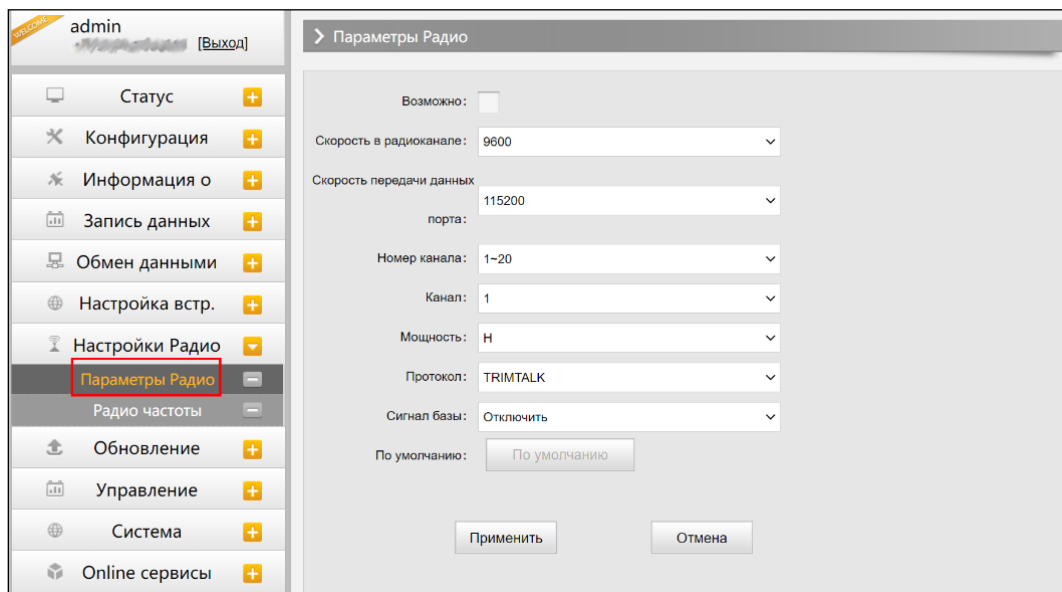 WELCOME
admin
[Выход]
Статус
Конфигурация
Информация о
Запись данных
Обмен данными
Настройка встр.
Настройки Радио
Параметры Радио
Радио частоты
Обновление
Управление
Система
Online сервисы
Параметры Радио
Возможно:
Скорость в радиоканале: 9600
Скорость передачи данных
порта: 115200
Номер канала: 1~20
Канал: 1
Мощность: H
Протокол: TRIMTALK
Сигнал базы: Отключить
По умолчанию: По умолчанию
Применить Отмена